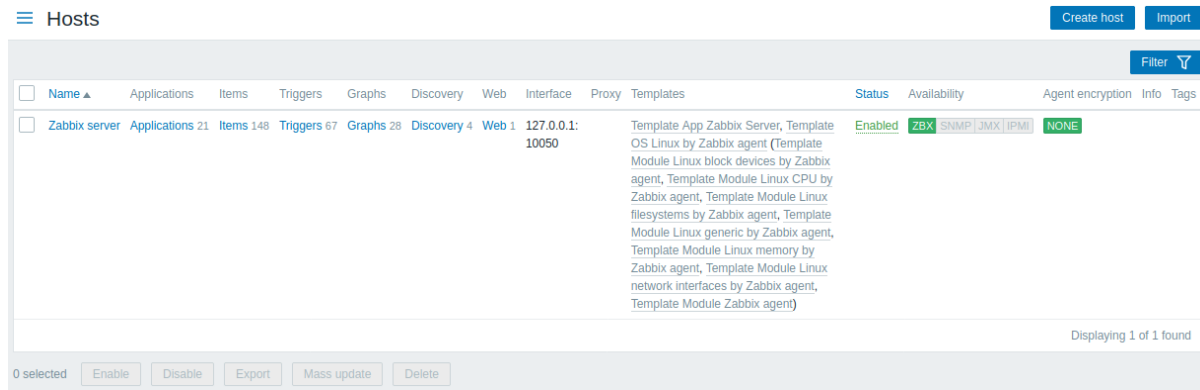 Hosts
Create host
Import
Filter
Name Applications Items Triggers Graphs Discovery Web Interface Proxy Templates Status Availability Agent encryption Info Tags
Zabbix server Applications 21 Items 148 Triggers 67 Graphs 28 Discovery 4 Web 1 127.0.0.1: Template App Zabbix Server, Template Enabled ZBX SNMP JMX IPMI NONE
10050 OS Linux by Zabbix agent (Template
Module Linux block devices by Zabbix
agent, Template Module Linux CPU by
Zabbix agent, Template Module Linux
filesystems by Zabbix agent, Template
Module Linux generic by Zabbix agent,
Template Module Linux memory by
Zabbix agent, Template Module Linux
network interfaces by Zabbix agent,
Template Module Zabbix agent)
Displaying 1 of 1 found
0 selected Enable Disable Export Mass update Delete